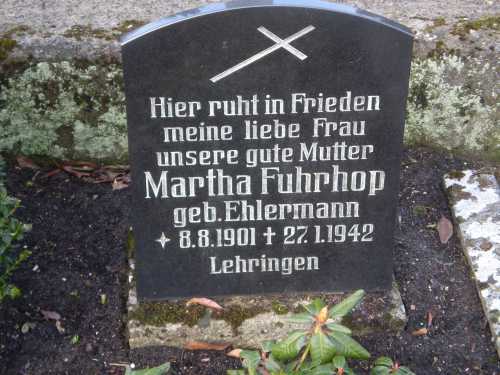 Hier ruht in Frieden
meine liebe Frau
unsere gute Mutter
Martha Fuhrhop
geb. Ehlermann
✦ 8.8.1901 ✝ 27.1.1942
Lehringen